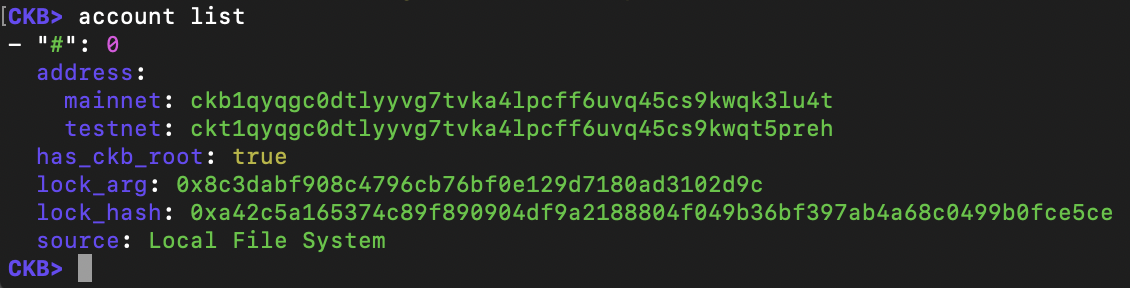 [CKB> account list
- "#": 0
  address:
    mainnet: ckb1qyqgc0dtlyyvg7tvka4lpcff6uvq45cs9kwqk3lu4t
    testnet: ckt1qyqgc0dtlyyvg7tvka4lpcff6uvq45cs9kwqt5preh
  has_ckb_root: true
  lock_arg: 0x8c3dabf908c4796cb76bf0e129d7180ad3102d9c
  lock_hash: 0xa42c5a165374c89f890904df9a2188804f049b36bf397ab4a68c0499b0fce5ce
  source: Local File System
CKB>